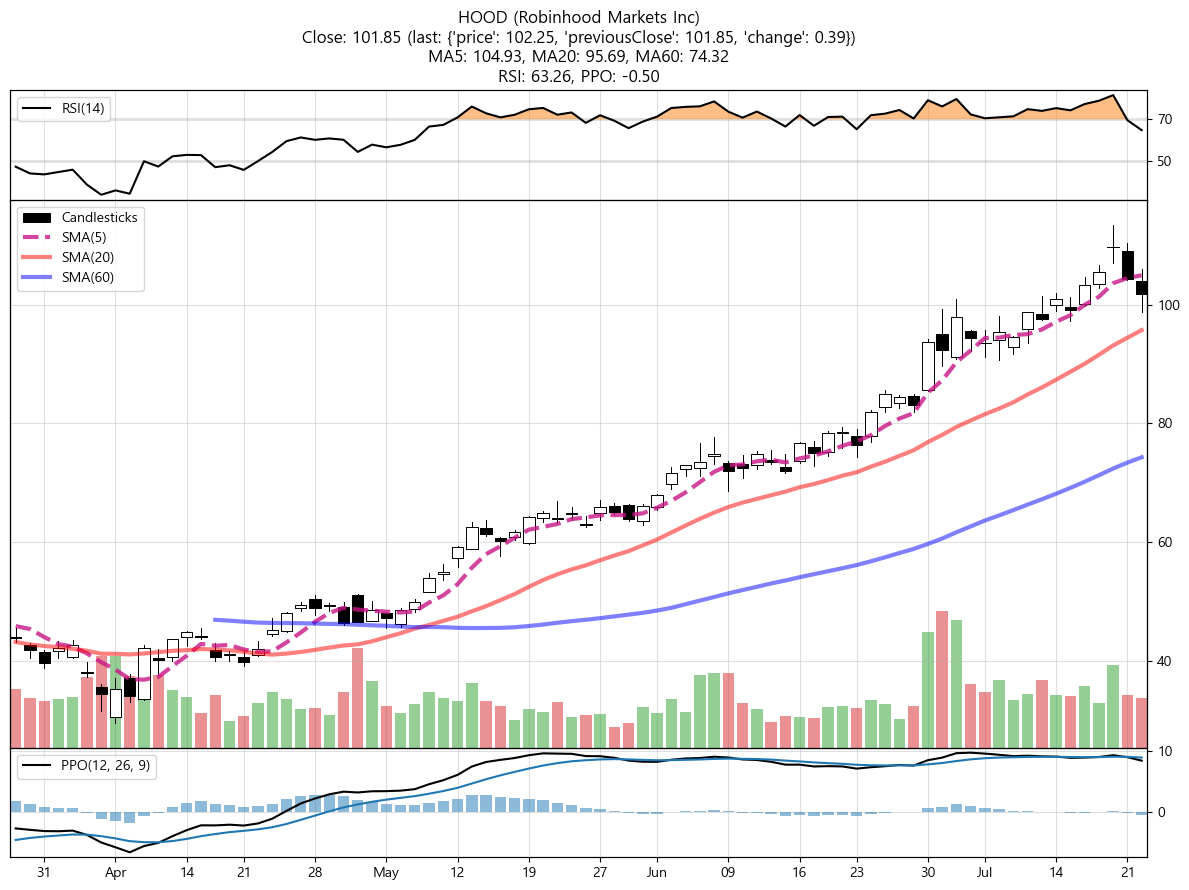 HOOD (Robinhood Markets Inc)
Close: 101.85 (last: {'price': 102.25, 'previousClose': 101.85, 'change': 0.39})
MA5: 104.93, MA20: 95.69, MA60: 74.32
RSI: 63.26, PPO: -0.50
RSI(14)
70
50
Candlesticks
SMA(5)
SMA(20)
SMA(60)
100
80
60
40
PPO(12, 26, 9)
10
0
31 Apr 14 21 28 May 12 19 27 Jun 09 16 23 30 Jul 14 21